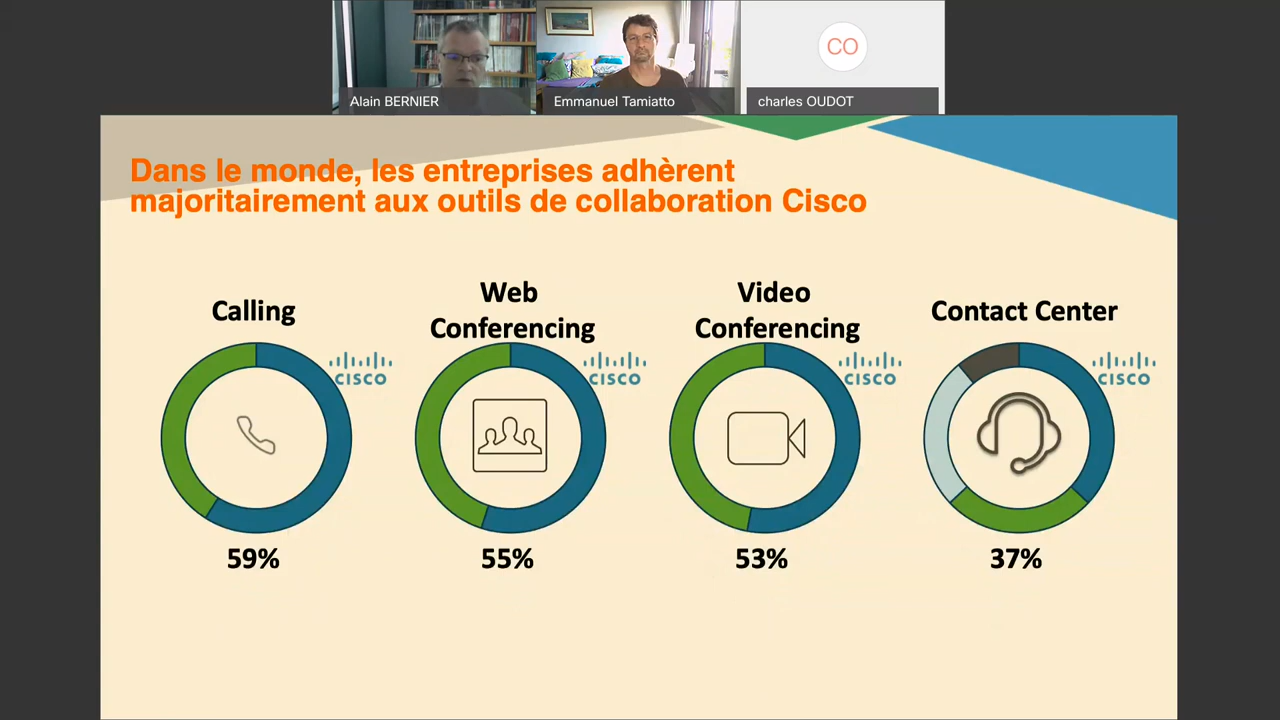 Alain BERNIER
Emmanuel Tamiatto
CO
charles OUDOT
Dans le monde, les entreprises adhèrent
majoritairement aux outils de collaboration Cisco
Calling
CISCO
59%
Web
Conferencing
CISCO
55%
Video
Conferencing
CISCO
53%
Contact Center
CISCO
37%